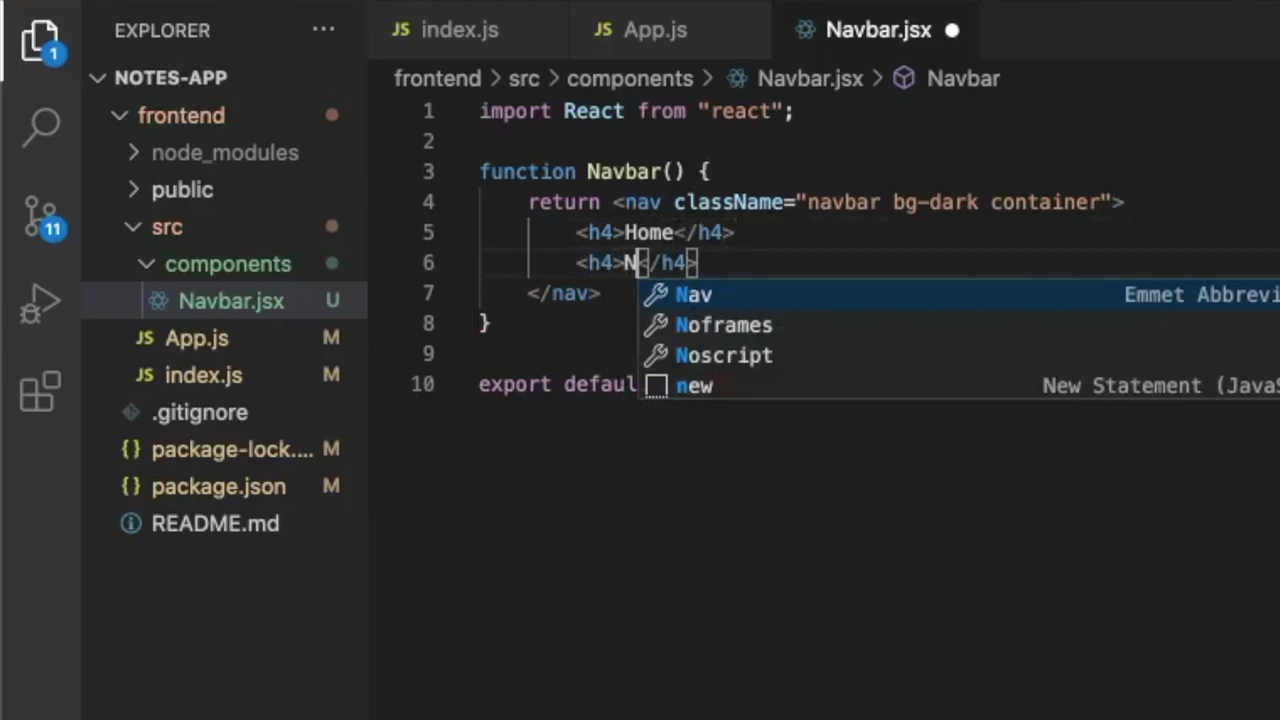 EXPLORER
NOTES-APP
frontend
node_modules
public
src
components
Navbar.jsx U
App.js M
index.js M
.gitignore
package-lock.... M
package.json M
README.md
1
11
JS index.js
JS App.js
Navbar.jsx
frontend > src > components > Navbar.jsx > Navbar
1 import React from "react";
2
3 function Navbar() {
4 return <nav className="navbar bg-dark container">
5 <h4>Home</h4>
6 <h4>N</h4>
7 </nav>
8 }
9
10 export defaul
Nav Emmet Abbrevi
Noframes
Noscript
new New Statement (JavaS